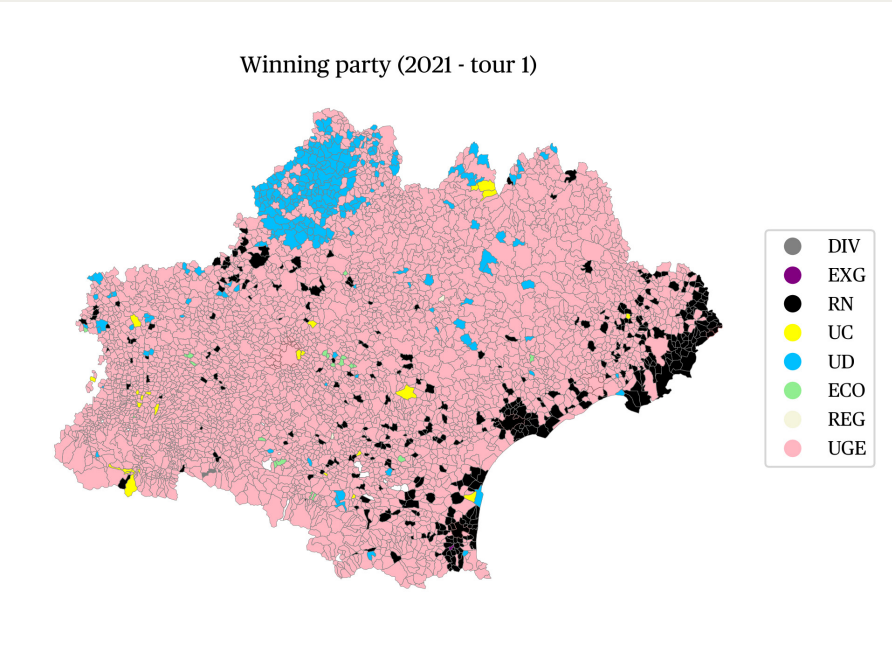 Winning party (2021 - tour 1)
DIV
EXG
RN
UC
UD
ECO
REG
UGE